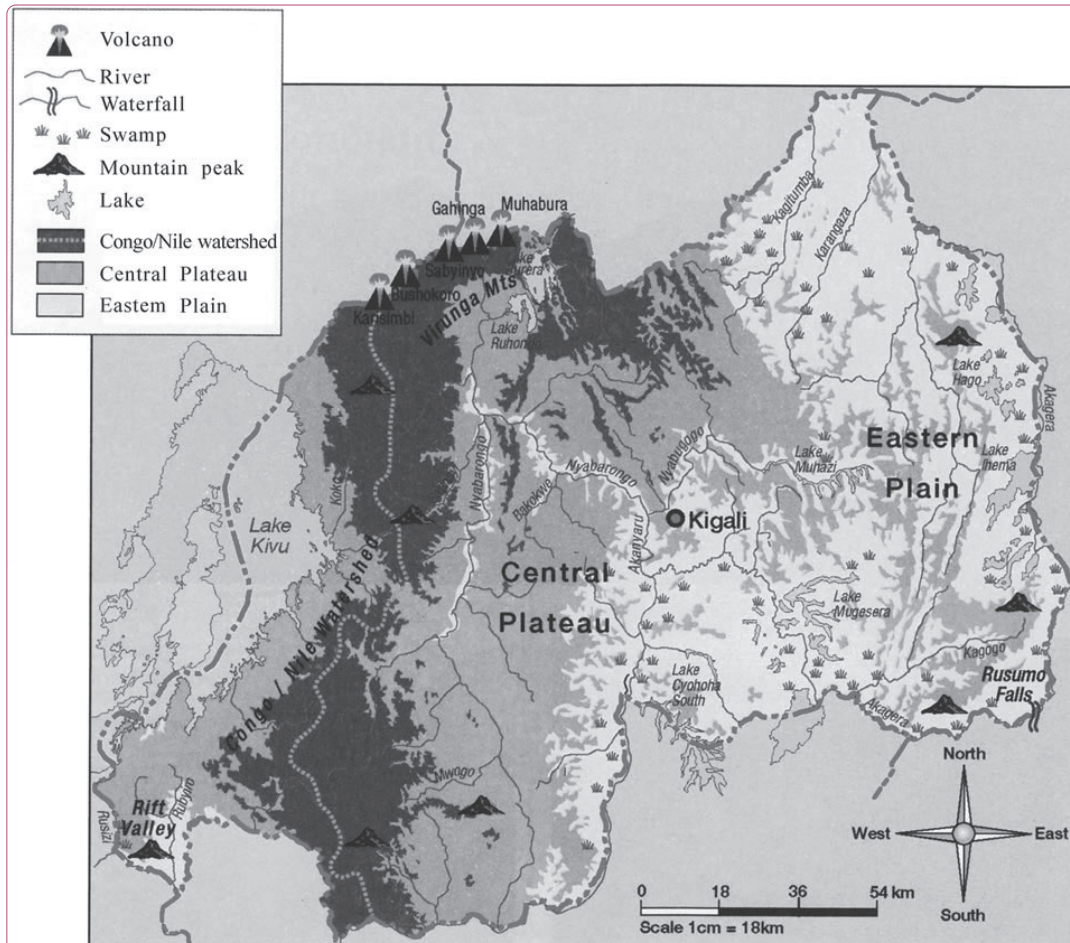 Volcano
River
Waterfall
Swamp
Mountain peak
Lake
Congo/Nile watershed
Central Plateau
Eastem Plain
Muhabura
Gahinga
Sabyinyo
Bushokoro
Karisimbi
Virunga Mts
Lake
Lake
Ruhondo
Kagitumba
Karangaza
Lake
Hago
Akagera
Lake
Ihema
Eastern
Plain
Lake
Muhazi
Nyabugogo
Nyabarongo
Nyabarongo
Bakokwe
Koko
Kigali
Akanyaru
Lake
Kivu
Congo / Nile Watershed
Central
Plateau
Lake
Mugesera
Lake
Cyohoha
South
Kagogo
Rusumo
Falls
Akagera
Mwogo
Rift
Valley
Rusizi
Rubyiro
North
West
East
South
0 18 36 54 km
Scale 1cm = 18km